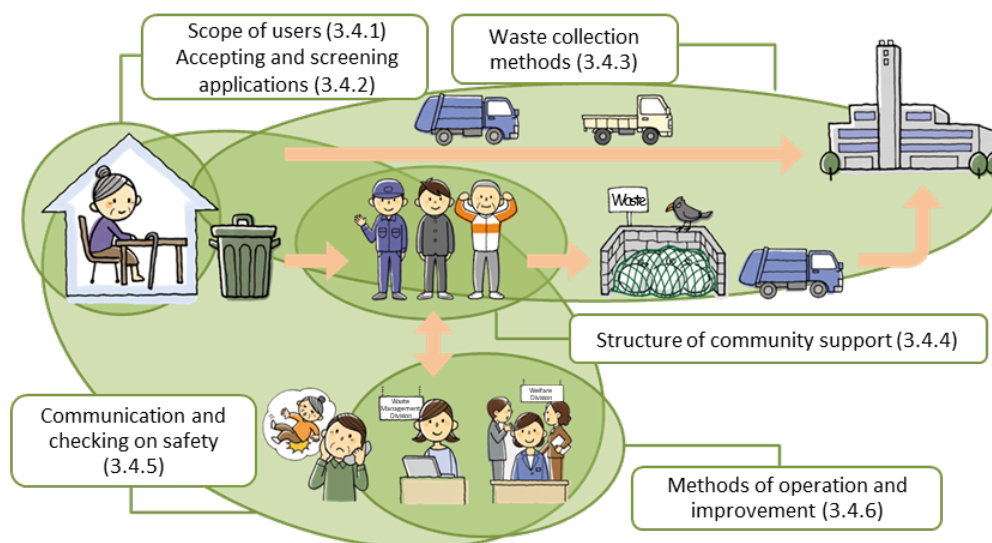 Scope of users (3.4.1)
Accepting and screening
applications (3.4.2)
Waste collection
methods (3.4.3)
Waste
Structure of community support (3.4.4)
Communication and
checking on safety
(3.4.5)
Waste
Management
Division
Welfare
Division
Methods of operation and
improvement (3.4.6)